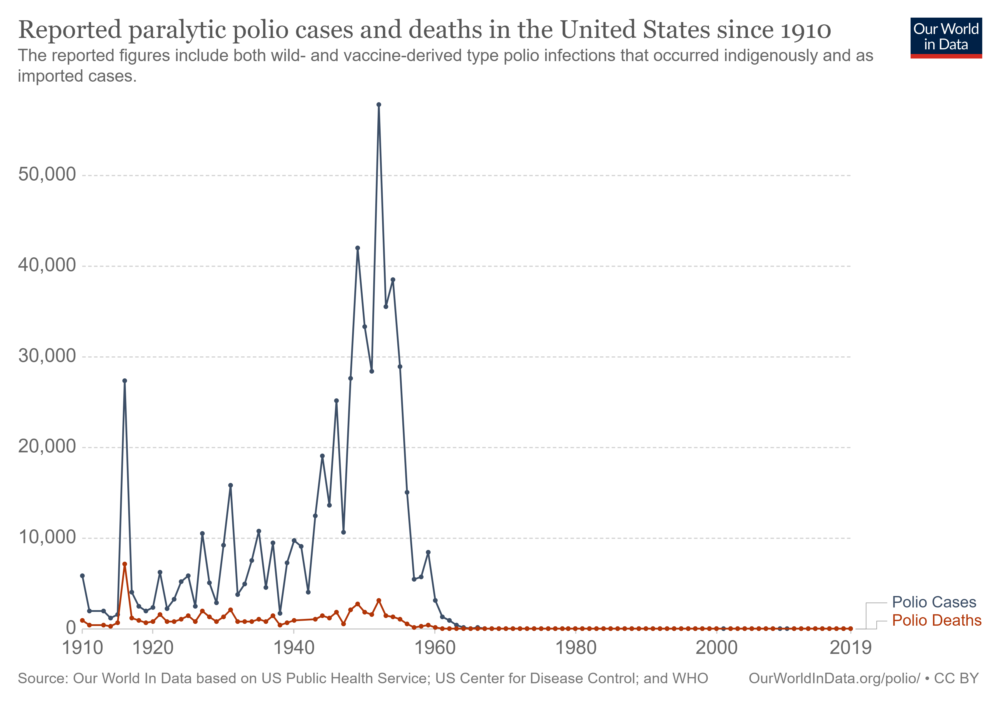 Reported paralytic polio cases and deaths in the United States since 1910
Our World
in Data
The reported figures include both wild- and vaccine-derived type polio infections that occurred indigenously and as
imported cases.
50,000
40,000
30,000
20,000
10,000
0
Polio Cases
Polio Deaths
1910 1920 1940 1960 1980 2000 2019
Source: Our World In Data based on US Public Health Service; US Center for Disease Control; and WHO
OurWorldInData.org/polio/ • CC BY